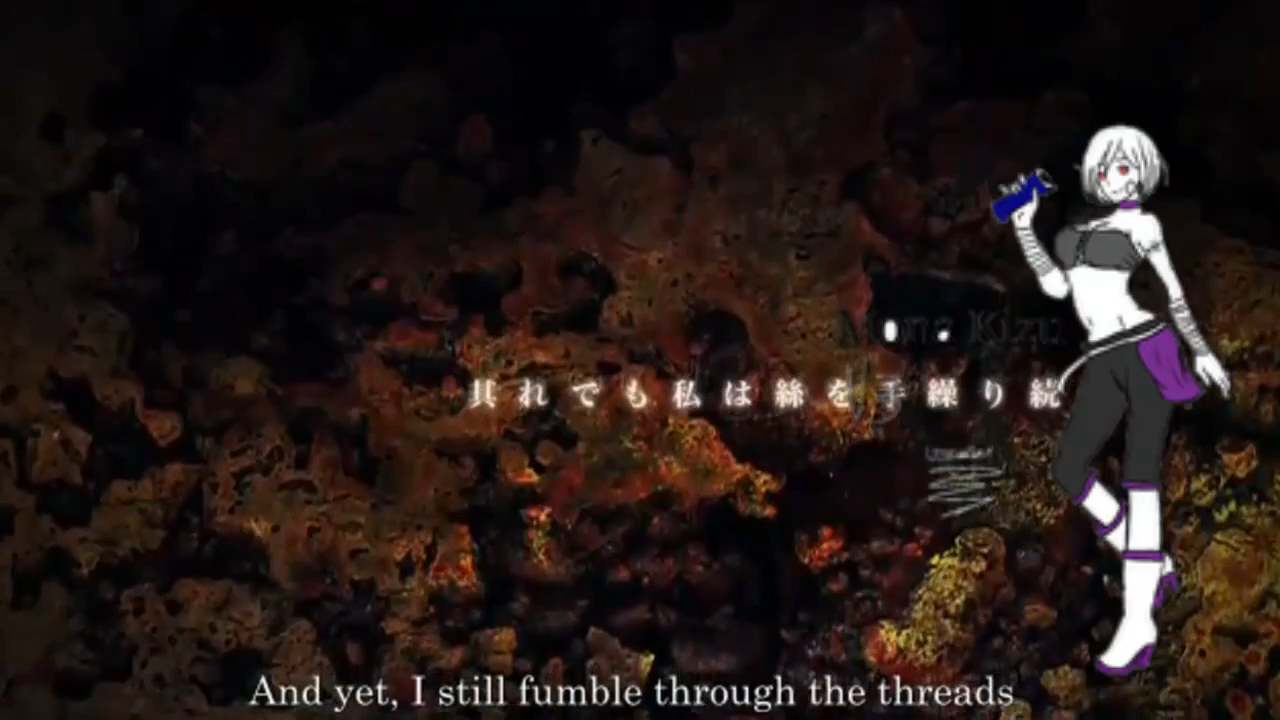 其れでも私は絲を手繰り続
And yet, I still fumble through the threads